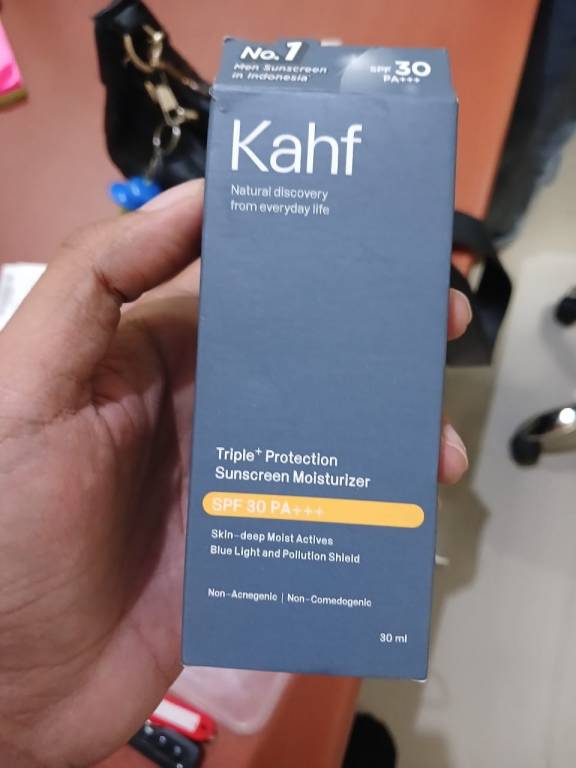 No.1
Men Sunscreen
in Indonesia
SPF 30
PA+++
Kahf
Natural discovery
from everyday life
Triple+ Protection
Sunscreen Moisturizer
SPF 30 PA+++
Skin-deep Moist Actives
Blue Light and Pollution Shield
Non-Acnegenic | Non-Comedogenic
30 ml